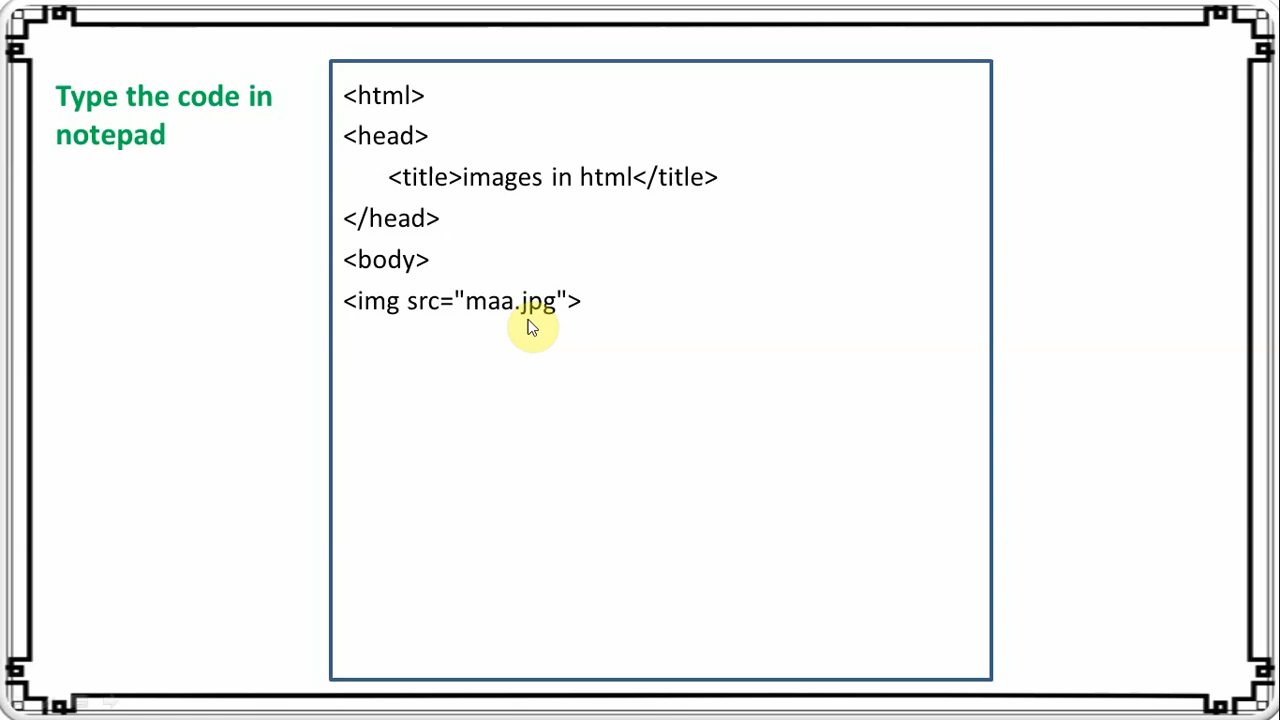 Type the code in
notepad
<html>
<head>
<title>images in html</title>
</head>
<body>
<img src="maa.jpg">